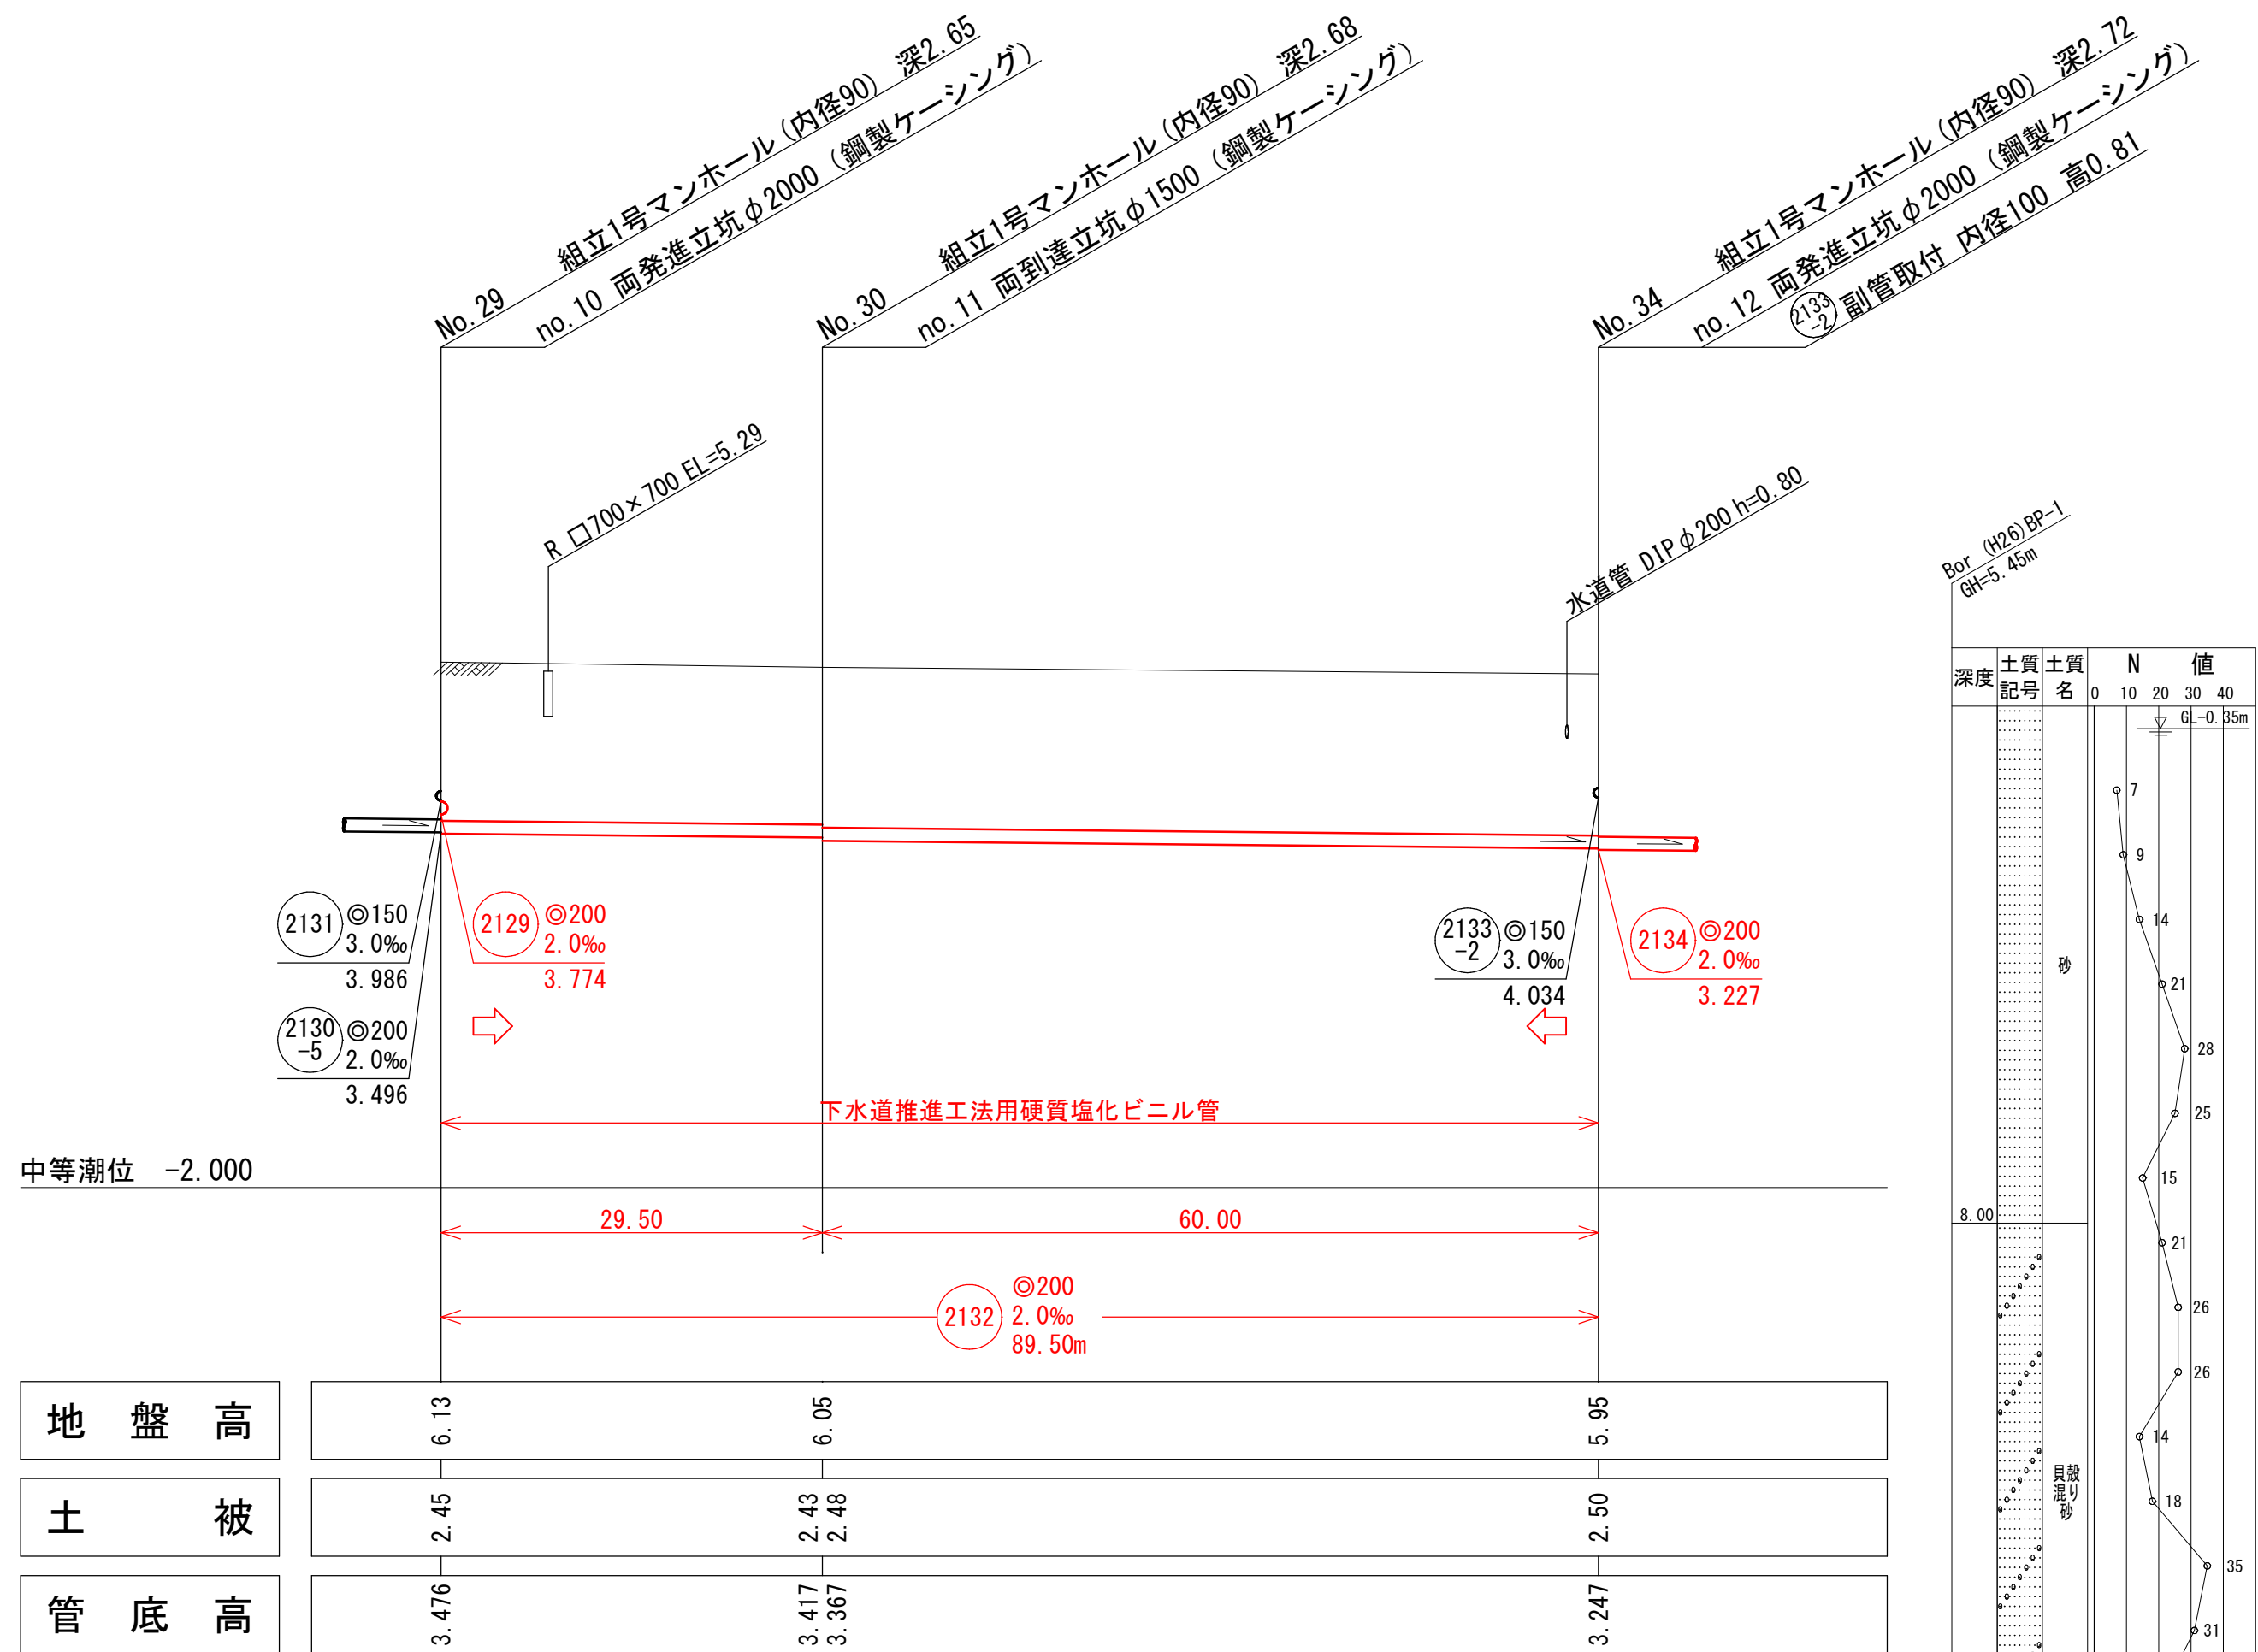 No.29 組立1号マンホール(内径90) 深2.65
no.10 両発進立坑φ2000(鋼製ケーシング)
No.30 組立1号マンホール(内径90) 深2.68
no.11 両到達立坑φ1500(鋼製ケーシング)
No.34 組立1号マンホール(内径90) 深2.72
no.12 両発進立坑φ2000(鋼製ケーシング)
2133
-2 副管取付 内径100 高0.81
R □700×700 EL=5.29
水道管 DIPφ200 h=0.80
Bor (H26)BP-1
GH=5.45m
深度 土質記号 土質名 N 値
0 10 20 30 40
GL-0.35m
7
9
14
21
28
25
15
8.00
21
26
26
14
18
35
31
砂
貝殻
混り
砂
2131 ◎150
3.0‰
3.986
2129 ◎200
2.0‰
3.774
2130
-5 ◎200
2.0‰
3.496
2133
-2 ◎150
3.0‰
4.034
2134 ◎200
2.0‰
3.227
下水道推進工法用硬質塩化ビニル管
中等潮位 -2.000
29.50 60.00
2132 ◎200
2.0‰
89.50m
地盤高 6.13 6.05 5.95
土被 2.45 2.43 2.48 2.50
管底高 3.476 3.417 3.367 3.247